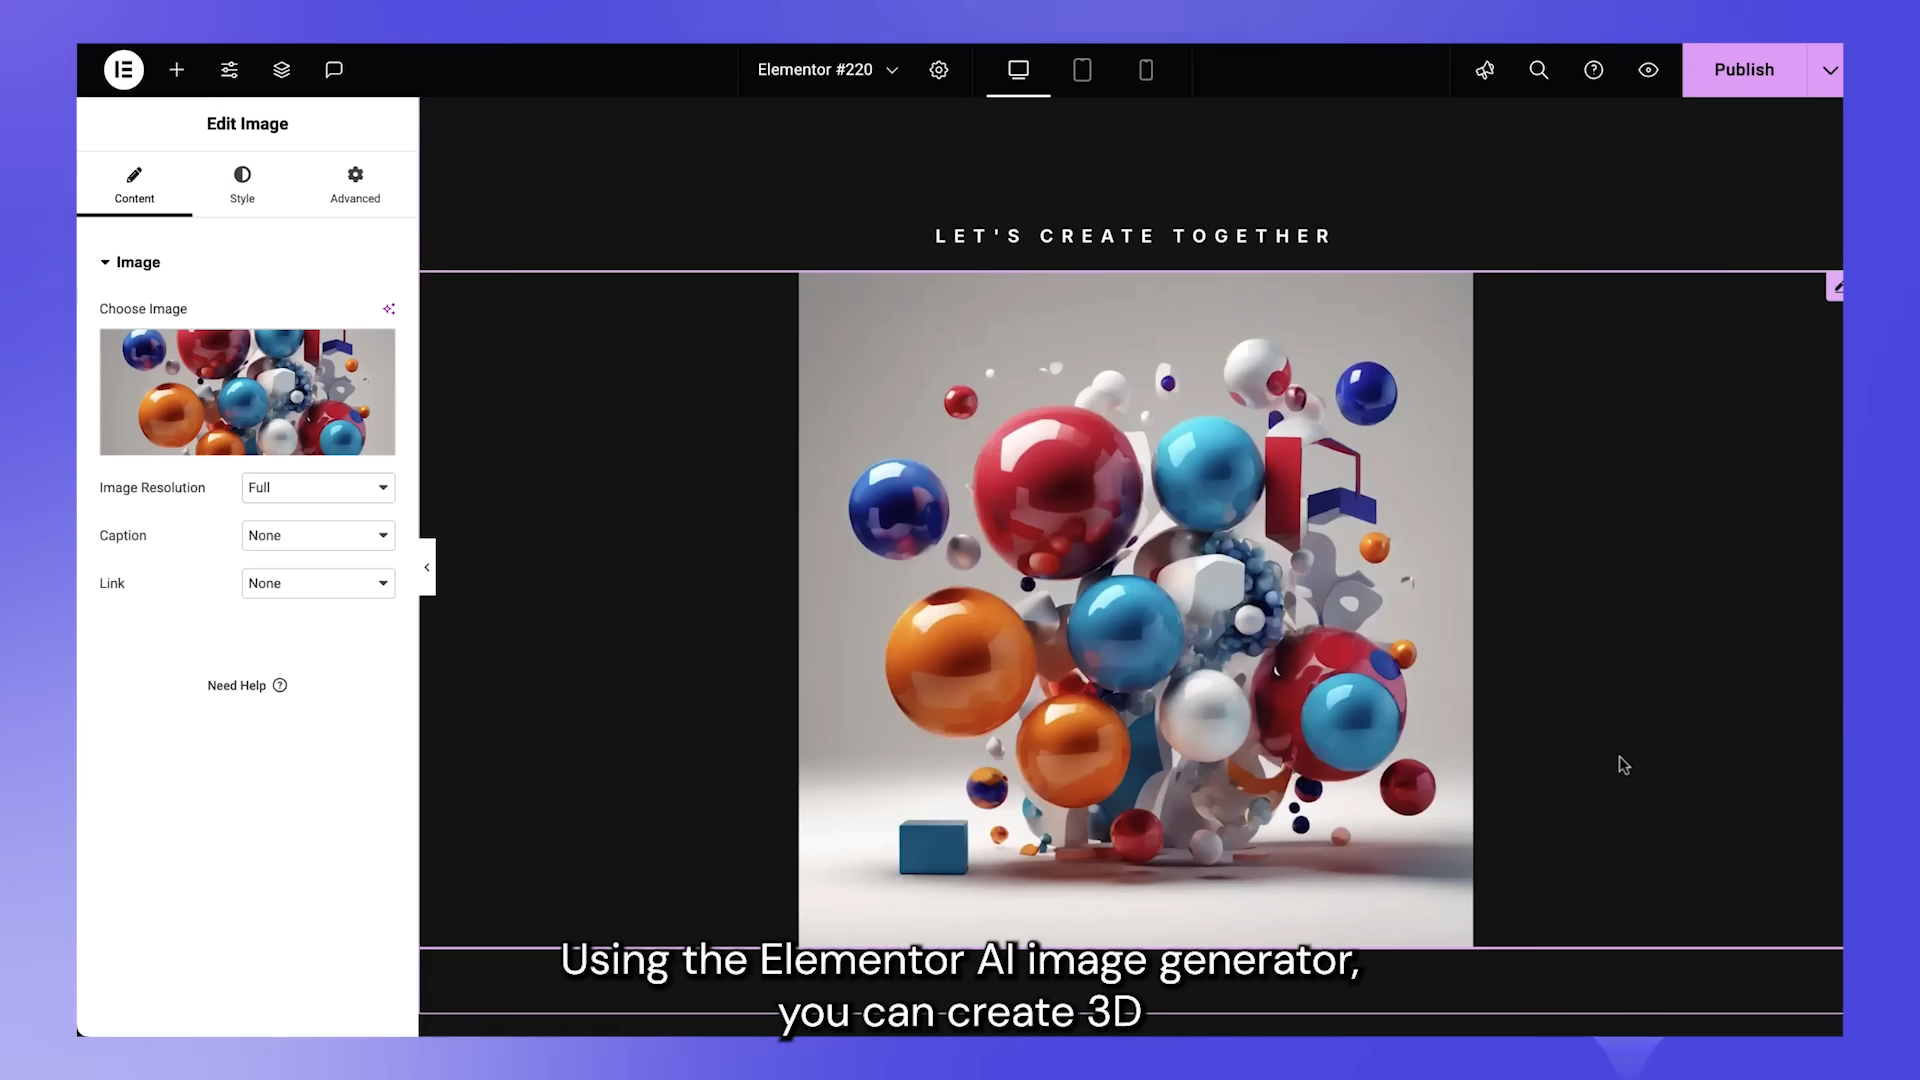 Elementor #220
Publish
Edit Image
Content
Style
Advanced
LET'S CREATE TOGETHER
Image
Choose Image
Image Resolution
Full
Caption
None
Link
None
Need Help
Using the Elementor AI image generator,
you can create 3D